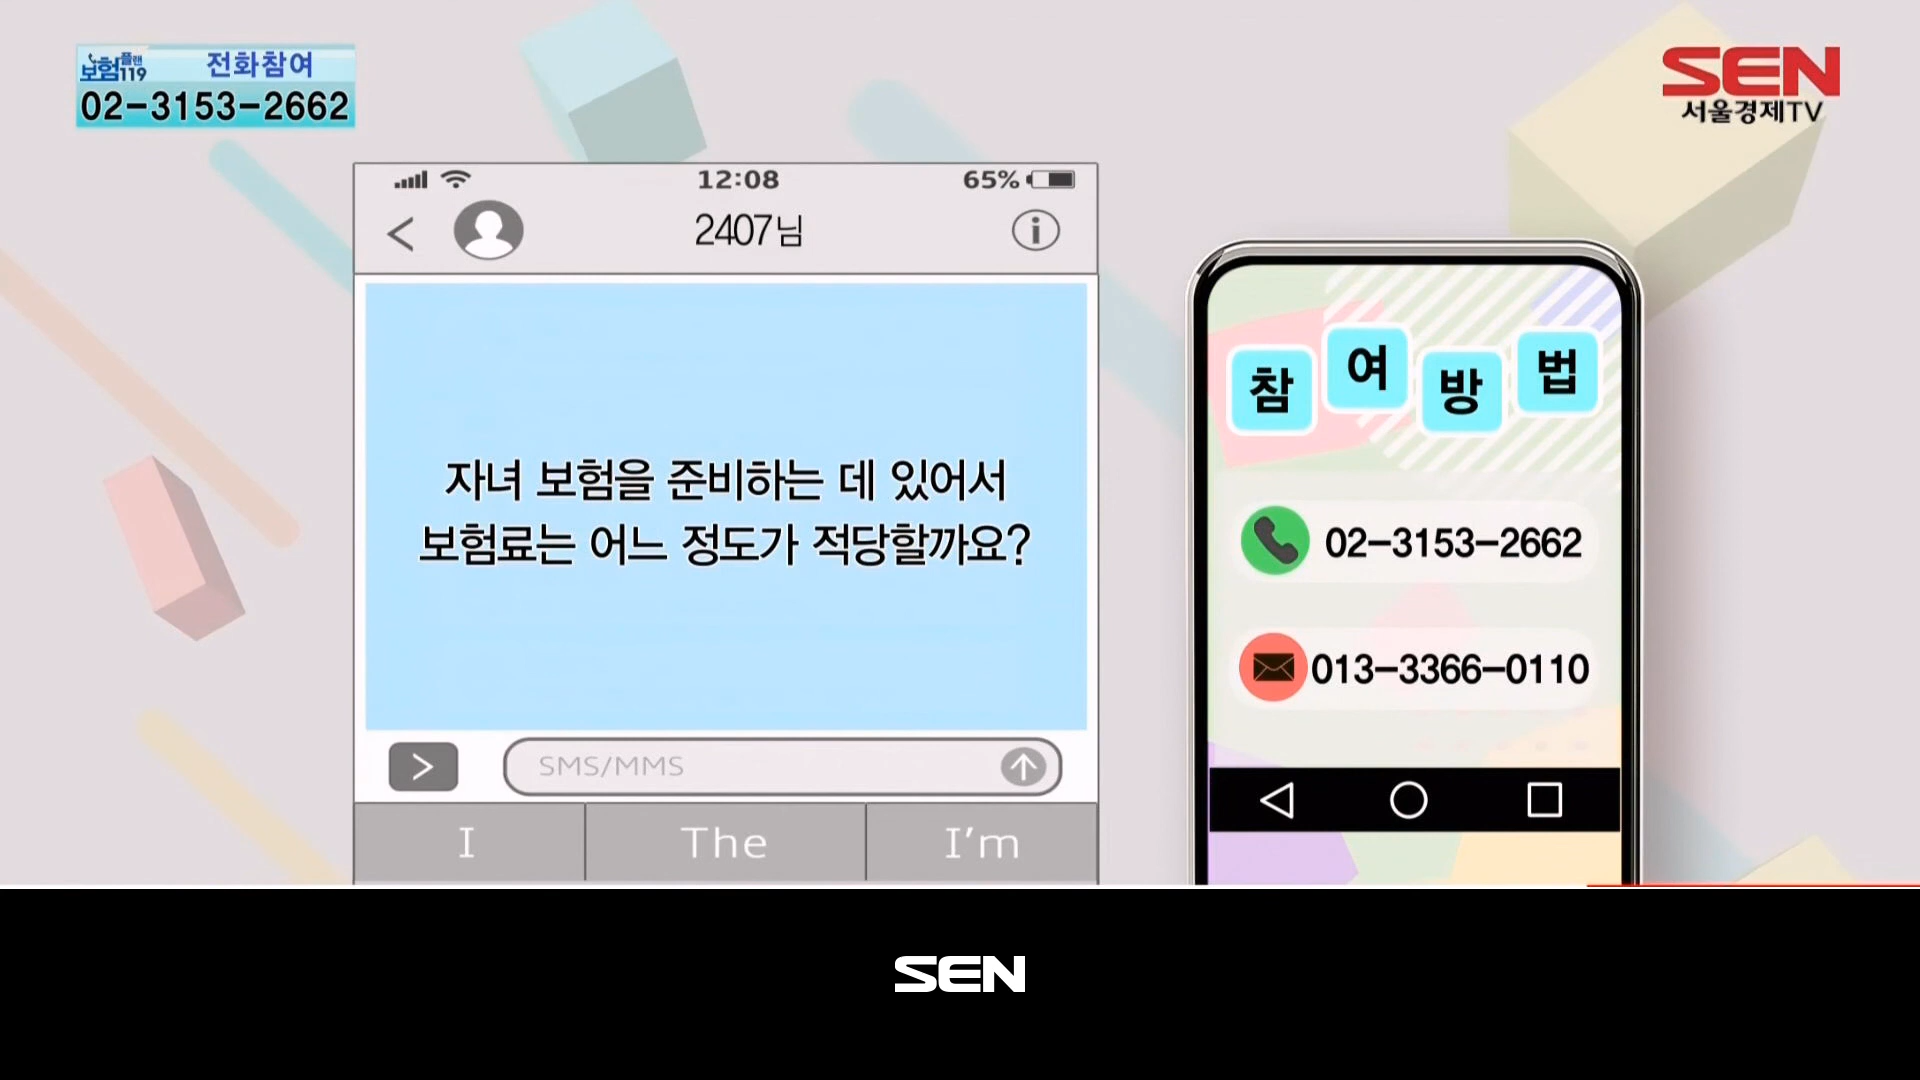 보험플랜119 전화참여
02-3153-2662
SEN
서울경제TV
12:08
65%
2407님
자녀 보험을 준비하는 데 있어서
보험료는 어느 정도가 적당할까요?
SMS/MMS
I The I'm
참여방법
02-3153-2662
013-3366-0110
SEN